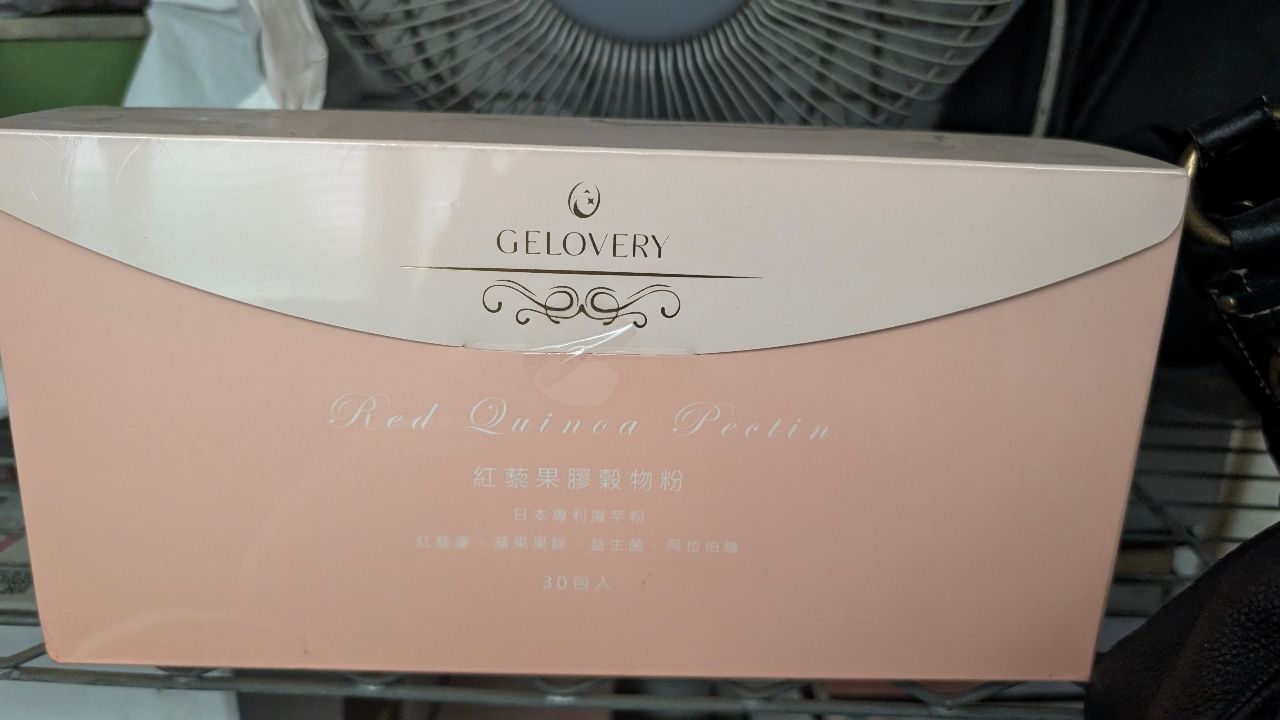 GELOVERY
Red Quinoa Pectin
紅藜果膠穀物粉
日本專利魔芋粉
紅藜麥．蘋果果膠．益生菌．阿拉伯糖
30包入